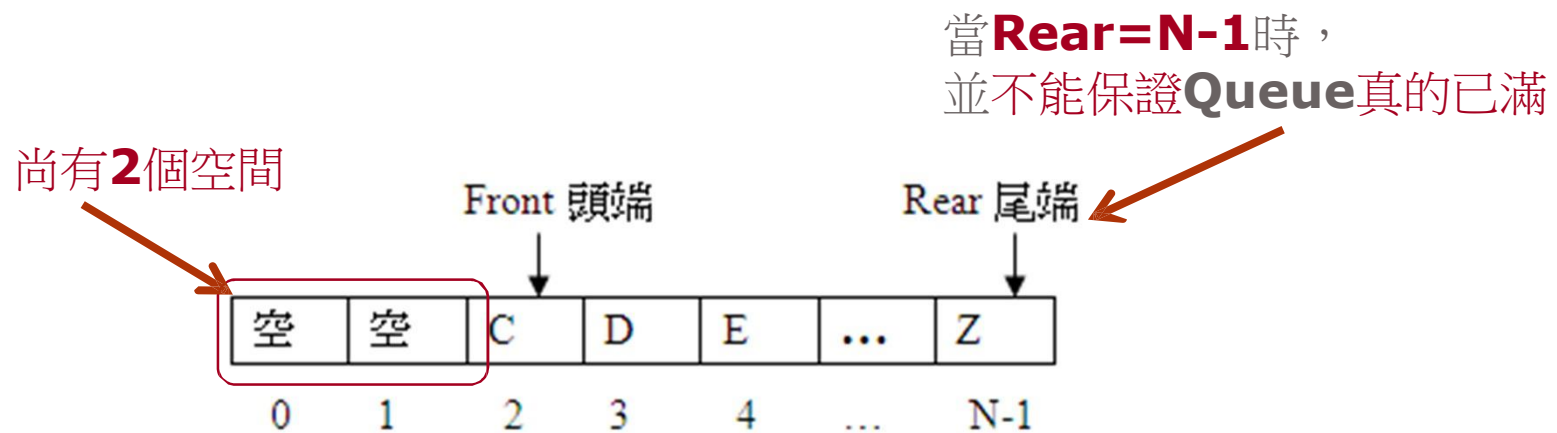 當Rear=N-1時，
並不能保證Queue真的已滿
尚有2個空間
Front 頭端 Rear 尾端
空 空 C D E ... Z
0 1 2 3 4 ... N-1